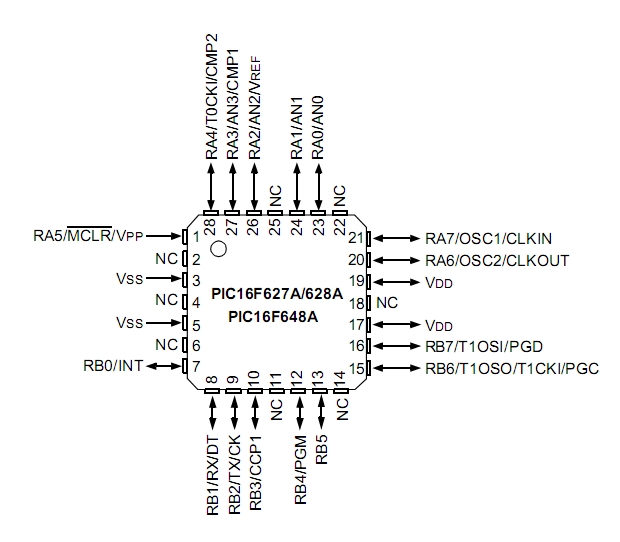 RA4/T0CKI/CMP2
RA3/AN3/CMP1
RA2/AN2/VREF
NC
RA1/AN1
RA0/AN0
NC
28
27
26
25
24
23
22
RA5/MCLR/VPP
1
NC
2
VSS
3
NC
4
VSS
5
NC
6
RB0/INT
7
PIC16F627A/628A
PIC16F648A
21
RA7/OSC1/CLKIN
20
RA6/OSC2/CLKOUT
19
VDD
18
NC
17
VDD
16
RB7/T1OSI/PGD
15
RB6/T1OSO/T1CKI/PGC
8
9
10
11
12
13
14
RB1/RX/DT
RB2/TX/CK
RB3/CCP1
NC
RB4/PGM
RB5
NC